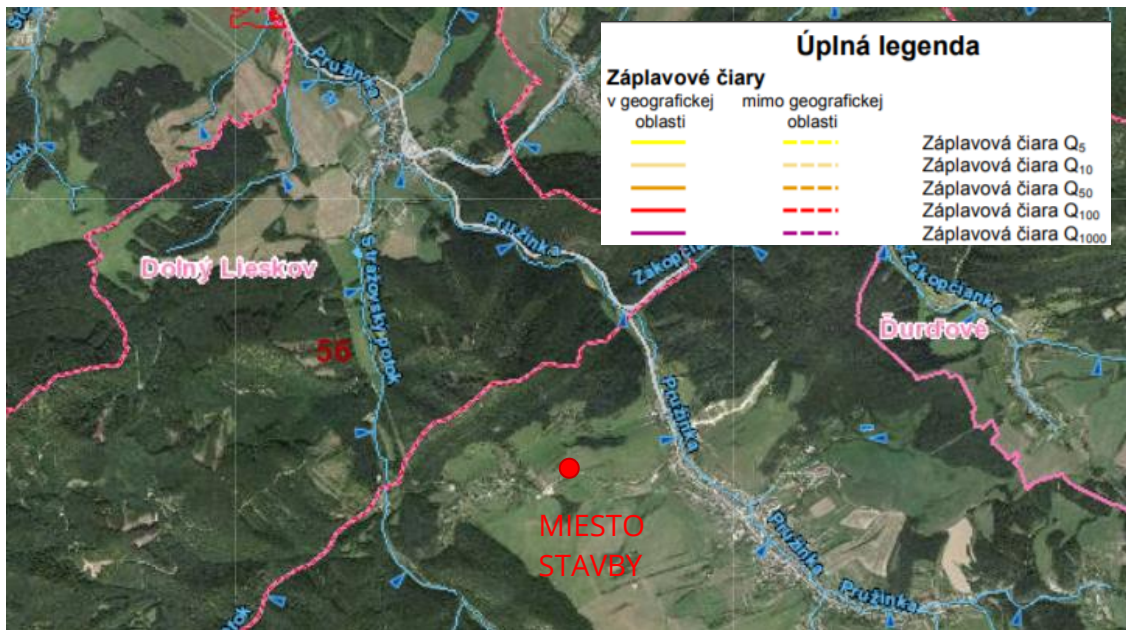 Úplná legenda
Záplavové čiary
v geografickej oblasti
mimo geografickej oblasti
Záplavová čiara Q₅
Záplavová čiara Q₁₀
Záplavová čiara Q₅₀
Záplavová čiara Q₁₀₀
Záplavová čiara Q₁₀₀₀
Pružinka
Pružinka
Strážovský potok
Dolný Lieskov
56
Zákopčianka
Ďurďové
Pružinka
MIESTO
STAVBY
Pružinka
Pružinka
potok